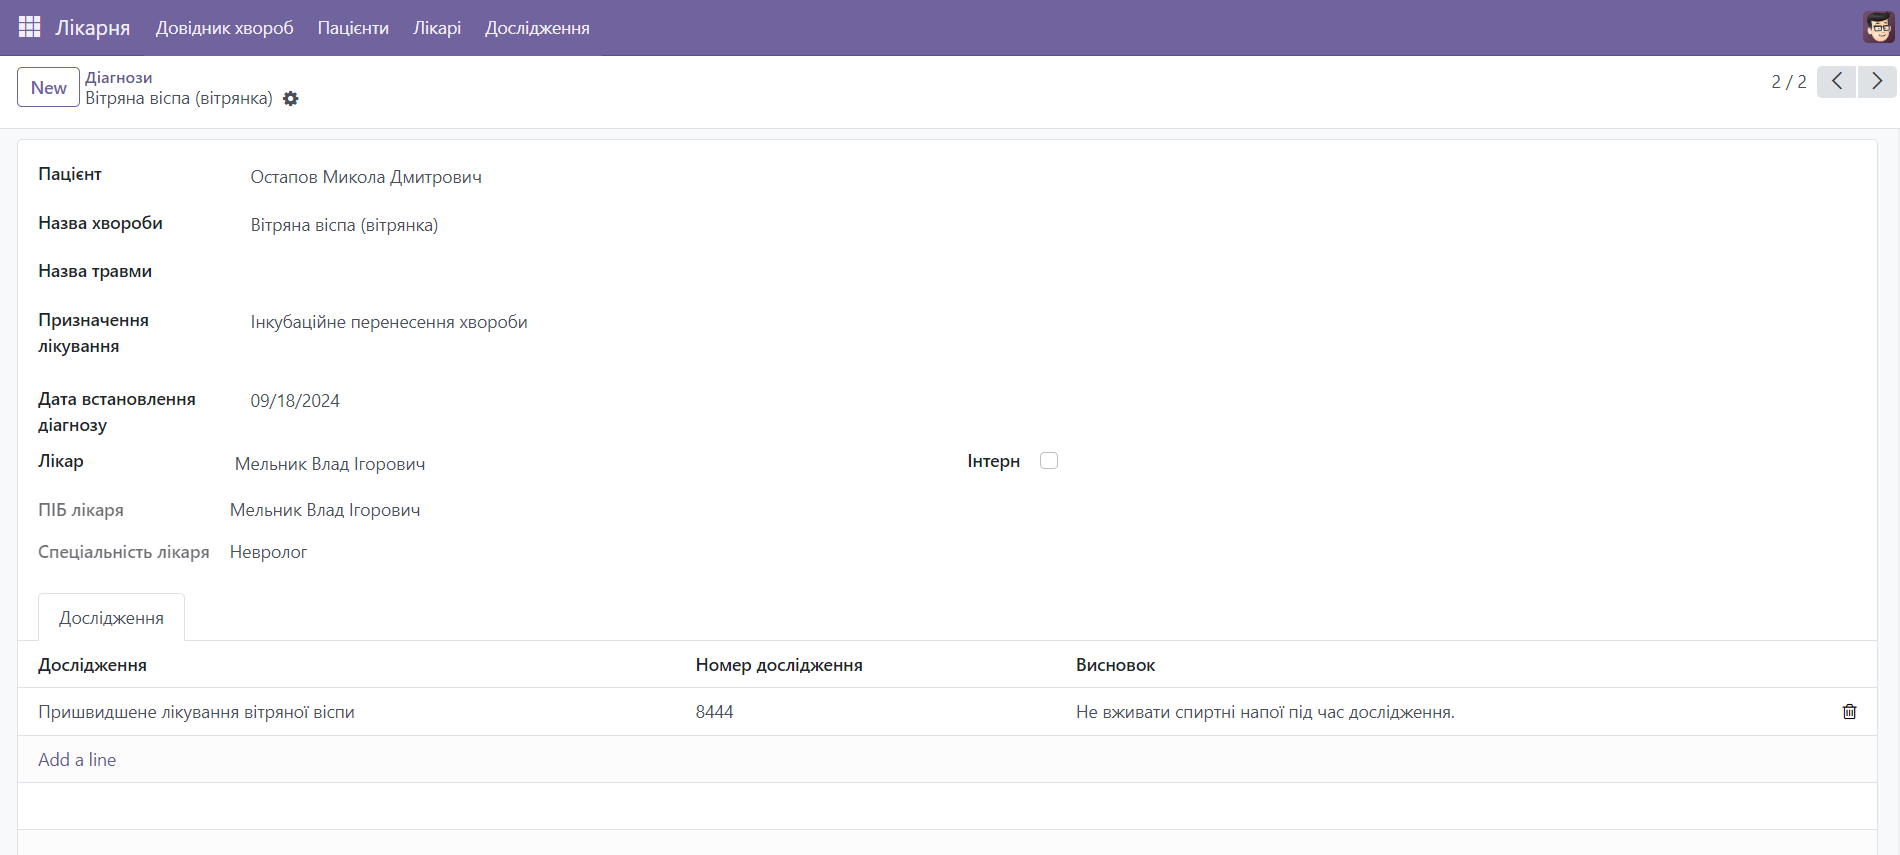 Лікарня Довідник хвороб Пацієнти Лікарі Дослідження
New
Діагнози
Вітряна віспа (вітрянка)
2 / 2
Пацієнт Остапов Микола Дмитрович
Назва хвороби Вітряна віспа (вітрянка)
Назва травми
Призначення Інкубаційне перенесення хвороби
лікування
Дата встановлення 09/18/2024
діагнозу
Лікар Мельник Влад Ігорович Інтерн
ПІБ лікаря Мельник Влад Ігорович
Спеціальність лікаря Невролог
Дослідження
Дослідження Номер дослідження Висновок
Пришвидшене лікування вітряної віспи 8444 Не вживати спиртні напої під час дослідження.
Add a line